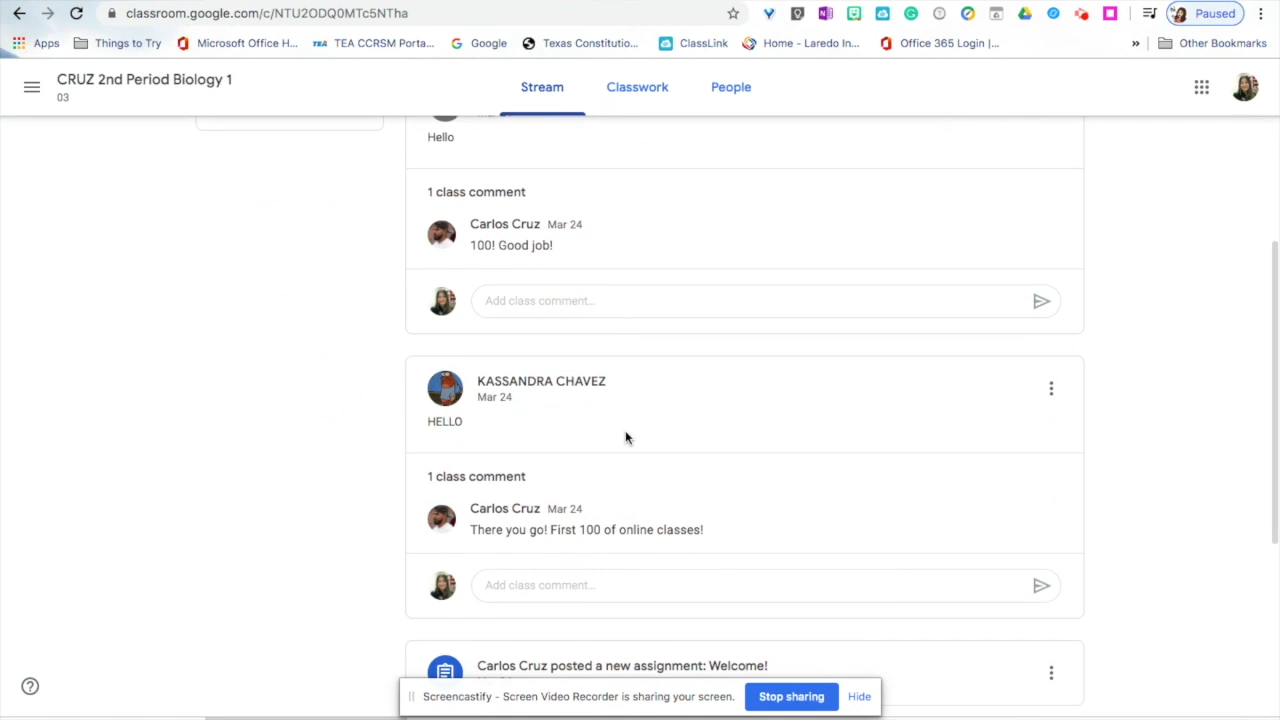 classroom.google.com/c/NTU2ODQ0MTc5NTha
Paused
Apps
Things to Try
Microsoft Office H...
TEA CCRSM Porta...
Google
Texas Constitutio...
ClassLink
Home - Laredo In...
Office 365 Login |...
»
Other Bookmarks
CRUZ 2nd Period Biology 1
03
Stream
Classwork
People
Hello
1 class comment
Carlos Cruz Mar 24
100! Good job!
Add class comment...
KASSANDRA CHAVEZ
Mar 24
HELLO
1 class comment
Carlos Cruz Mar 24
There you go! First 100 of online classes!
Add class comment...
Carlos Cruz posted a new assignment: Welcome!
Screencastify - Screen Video Recorder is sharing your screen.
Stop sharing
Hide